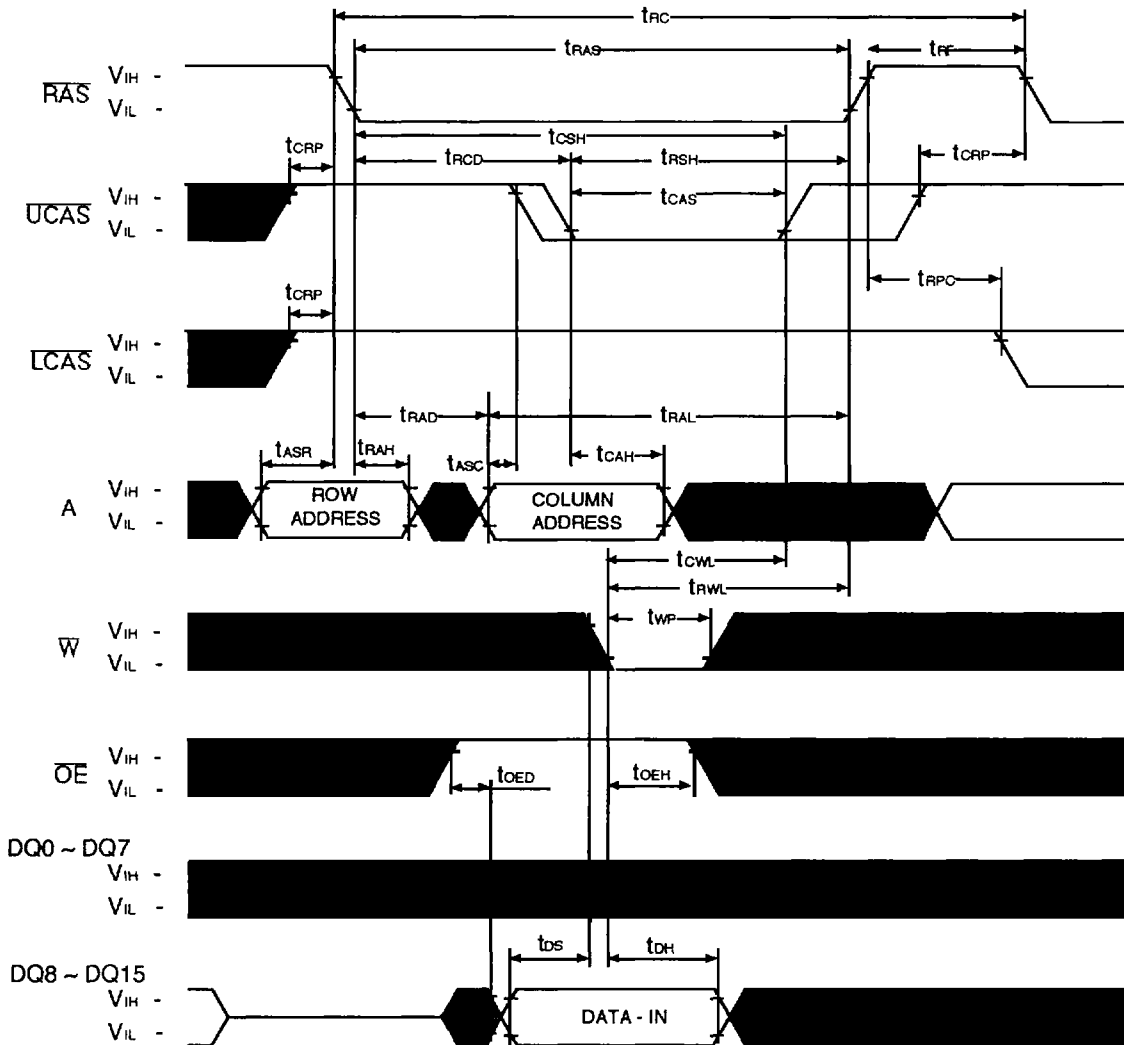 tRC
tRAS
tRF
RAS
VIH -
VIL -
tCSH
tCRP
tRCD
tRSH
tCRP
UCAS
VIH -
VIL -
tCAS
tRPC
tCRP
LCAS
VIH -
VIL -
tRAD
tRAL
tASR
tRAH
tASC
tCAH
A
VIH -
VIL -
ROW
ADDRESS
COLUMN
ADDRESS
tCWL
tRWL
W
VIH -
VIL -
tWP
OE
VIH -
VIL -
tOED
tOEH
DQ0 ~ DQ7
VIH -
VIL -
tDS
tDH
DQ8 ~ DQ15
VIH -
VIL -
DATA - IN